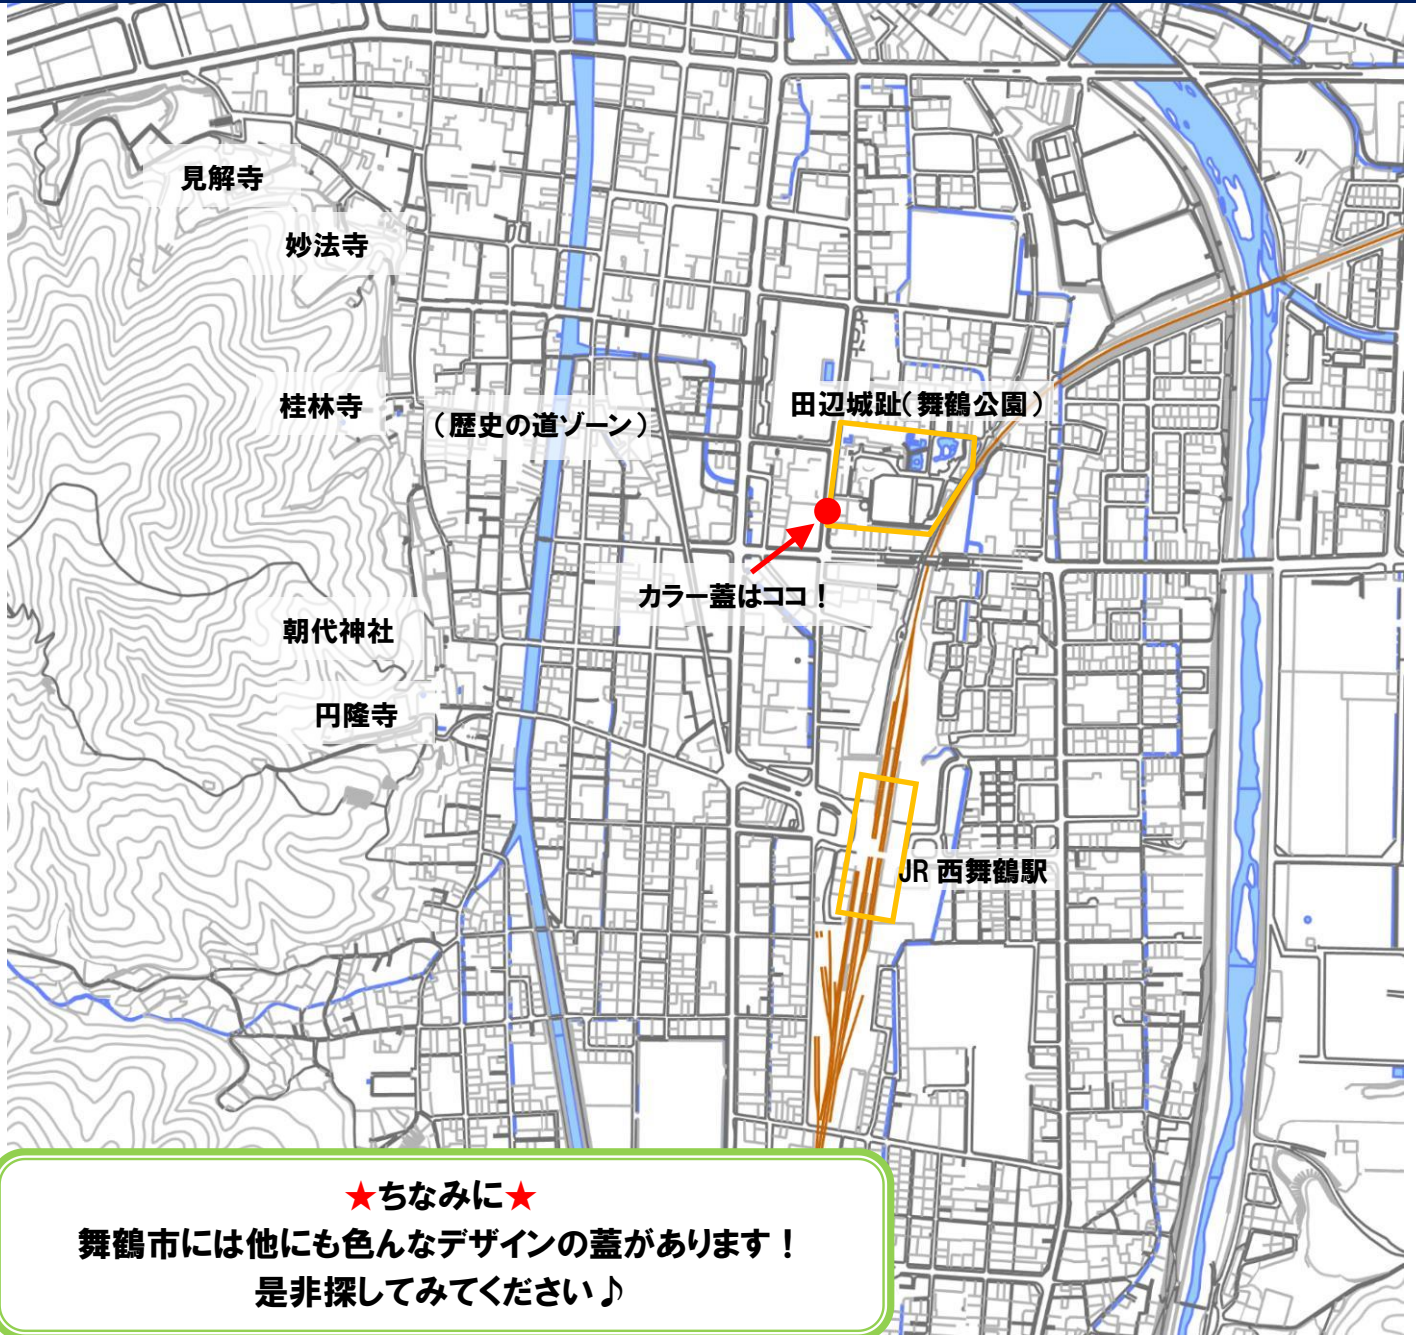 見解寺
妙法寺
桂林寺
（歴史の道ゾーン）
田辺城趾（舞鶴公園）
カラー蓋はココ！
朝代神社
円隆寺
JR 西舞鶴駅
★ちなみに★
舞鶴市には他にも色んなデザインの蓋があります！
是非探してみてください♪